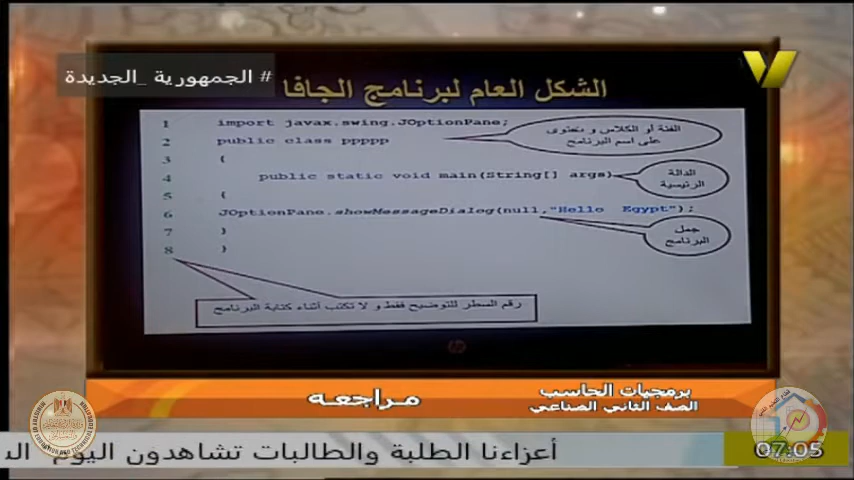 # الجمهورية _الجديدة
الشكل العام لبرنامج الجافا
1 import javax.swing.JOptionPane;
2 public class ppppp
3 {
4 public static void main(String[] args)
5 {
6 JOptionPane.showMessageDialog(null,"Hello Egypt");
7 }
8 }
الفئة أو الكلاس و تحتوى
على اسم البرنامج
الدالة
الرئيسية
جمل
البرنامج
رقم السطر للتوضيح فقط و لا تكتب أثناء كتابة البرنامج
hp
برمجيات الحاسب
الصف الثاني الصناعي
مراجعه
أعزاءنا الطلبة والطالبات تشاهدون اليوم
07:05